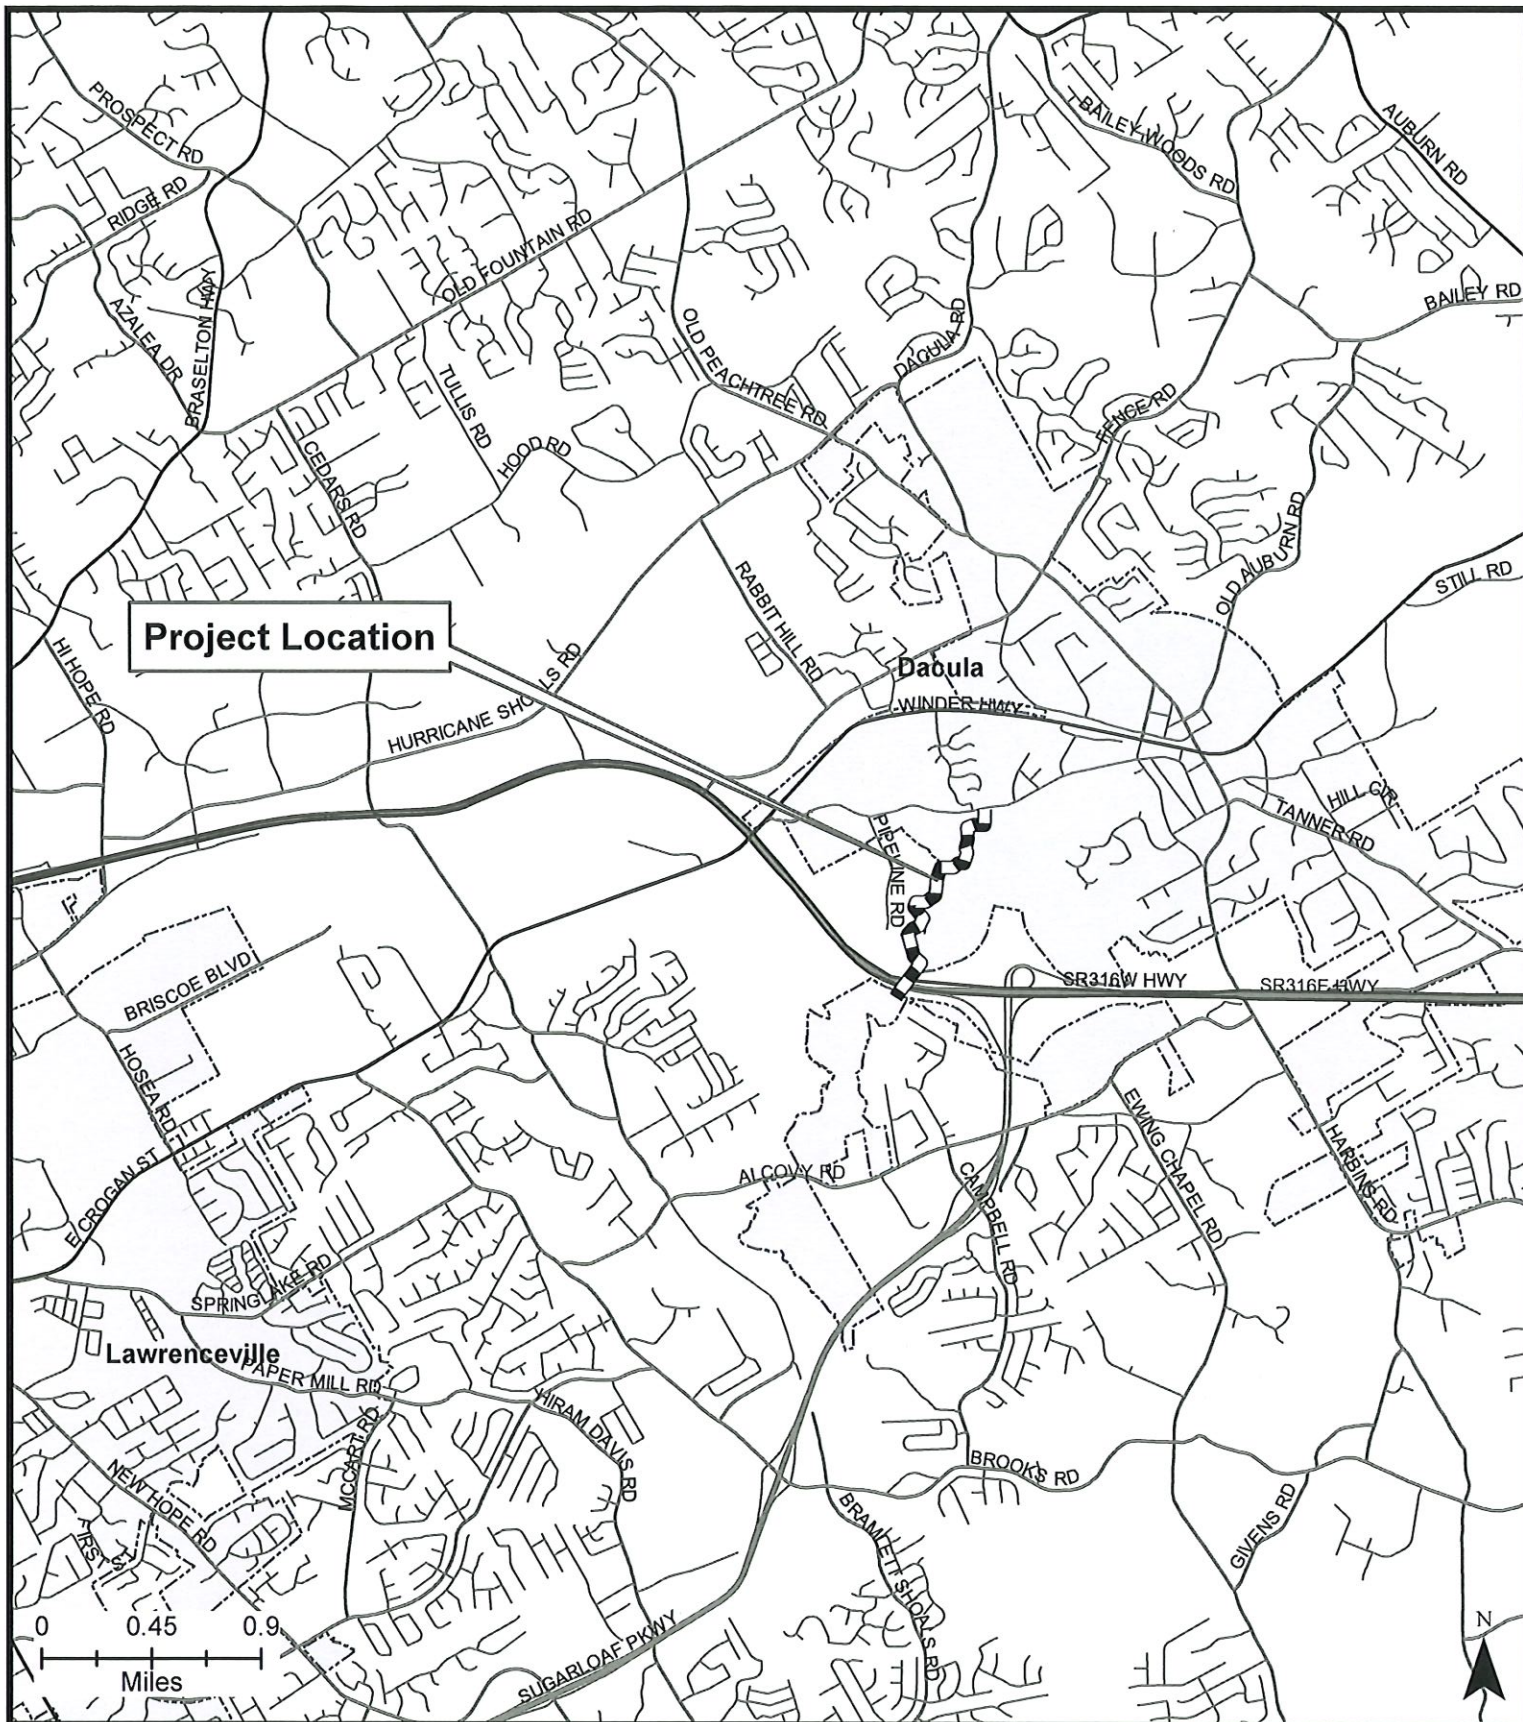 PROSPECT RD
RIDGE RD
AZALEA DR
BRASELTON HWY
OLD FOUNTAIN RD
TULLIS RD
HOOD RD
CEDARS RD
OLD PEACHTREE RD
DACULA RD
BAILEY WOODS RD
AUBURN RD
BAILEY RD
FENCE RD
OLD AUBURN RD
STILL RD
RABBIT HILL RD
Project Location
HI HOPE RD
HURRICANE SHOALS RD
Dacula
WINDER HWY
PIPELINE RD
HILL CIR
TANNER RD
SR316W HWY
SR316E HWY
BRISCOE BLVD
HOSEA RD
E CROGAN ST
ALCOVY RD
CAMPBELL RD
EWING CHAPEL RD
HARBINS RD
SPRINGLAKE RD
Lawrenceville
PAPER MILL RD
MCCART RD
HIRAM DAVIS RD
NEW HOPE RD
FIRST ST
BROOKS RD
BRAMLETT SHOALS RD
GIVENS RD
SUGARLOAF PKWY
0 0.45 0.9
Miles
N